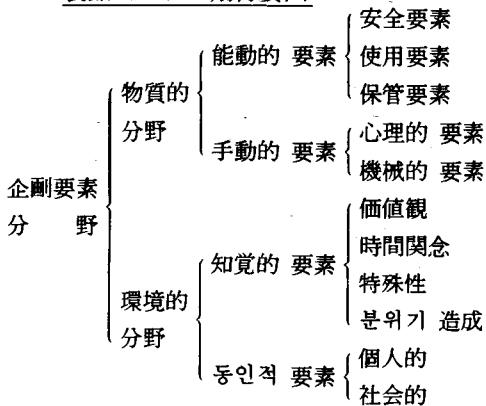 安全要素
能動的 要素
使用要素
物質的
保管要素
分野
手動的 要素
心理的 要素
機械的 要素
企劃要素
分 野
価値観
知覚的 要素
時間関念
環境的
特殊性
分野
분위기 造成
동인적 要素
個人的
社会的